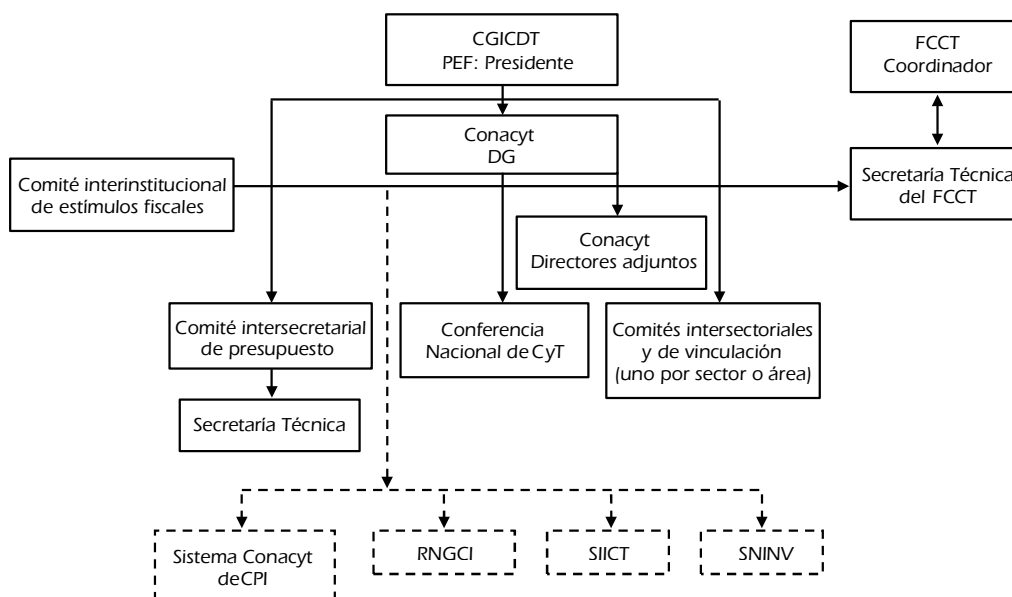 CGICDT
PEF: Presidente
FCCT
Coordinador
Conacyt
DG
Comité interinstitucional
de estímulos fiscales
Secretaría Técnica
del FCCT
Conacyt
Directores adjuntos
Comité intersecretarial
de presupuesto
Conferencia
Nacional de CyT
Comités intersectoriales
y de vinculación
(uno por sector o área)
Secretaría Técnica
Sistema Conacyt
de CPI
RNGCI
SIICT
SNINV